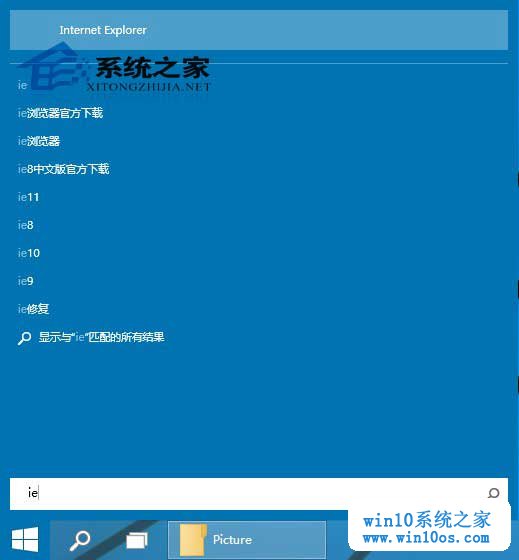 Internet Explorer
系统之家
XITONGZHIJIA.NET
ie
ie浏览器官方下载
ie浏览器
ie8中文版官方下载
ie11
ie8
ie10
ie9
ie修复
显示与"ie"匹配的所有结果
ie
win10系统之家
www.win10os.com
Picture